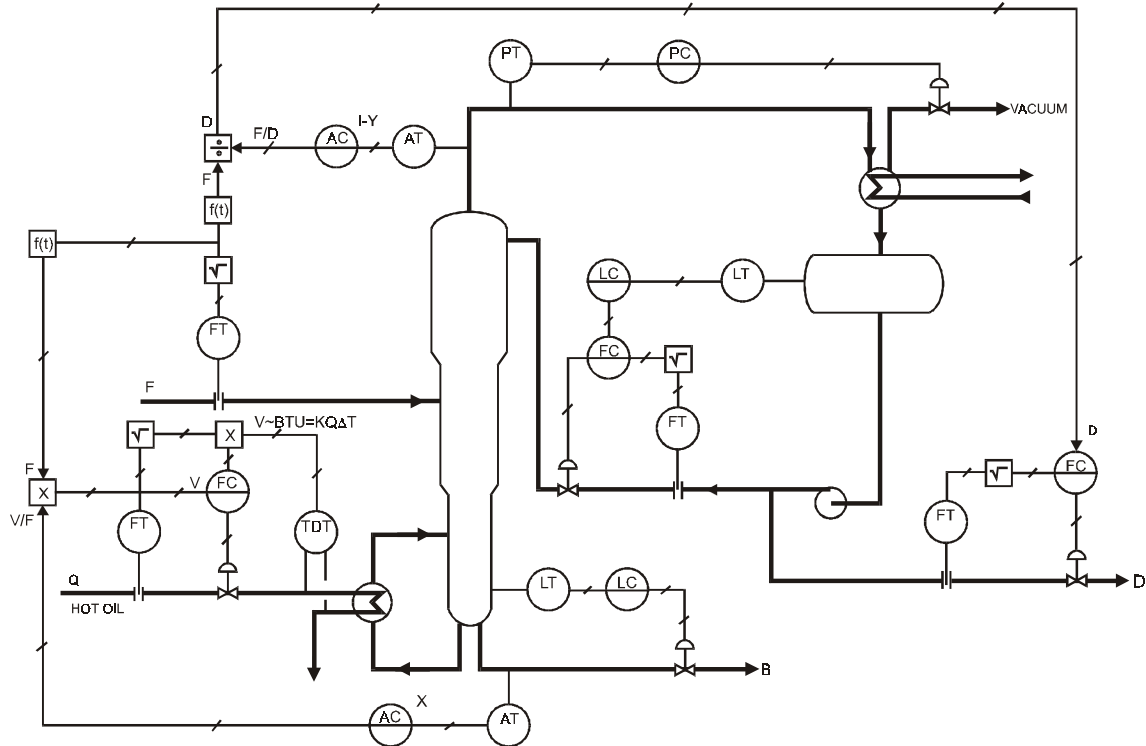 PT
PC
VACUUM
D
F/D
I-Y
AC
AT
÷
F
f(t)
f(t)
√
LC
LT
FT
FC
√
F
V~BTU=KQΔT
√
X
FT
D
F
X
V
FC
√
FC
V/F
FT
TDT
FT
Q
HOT OIL
LT
LC
D
B
X
AC
AT